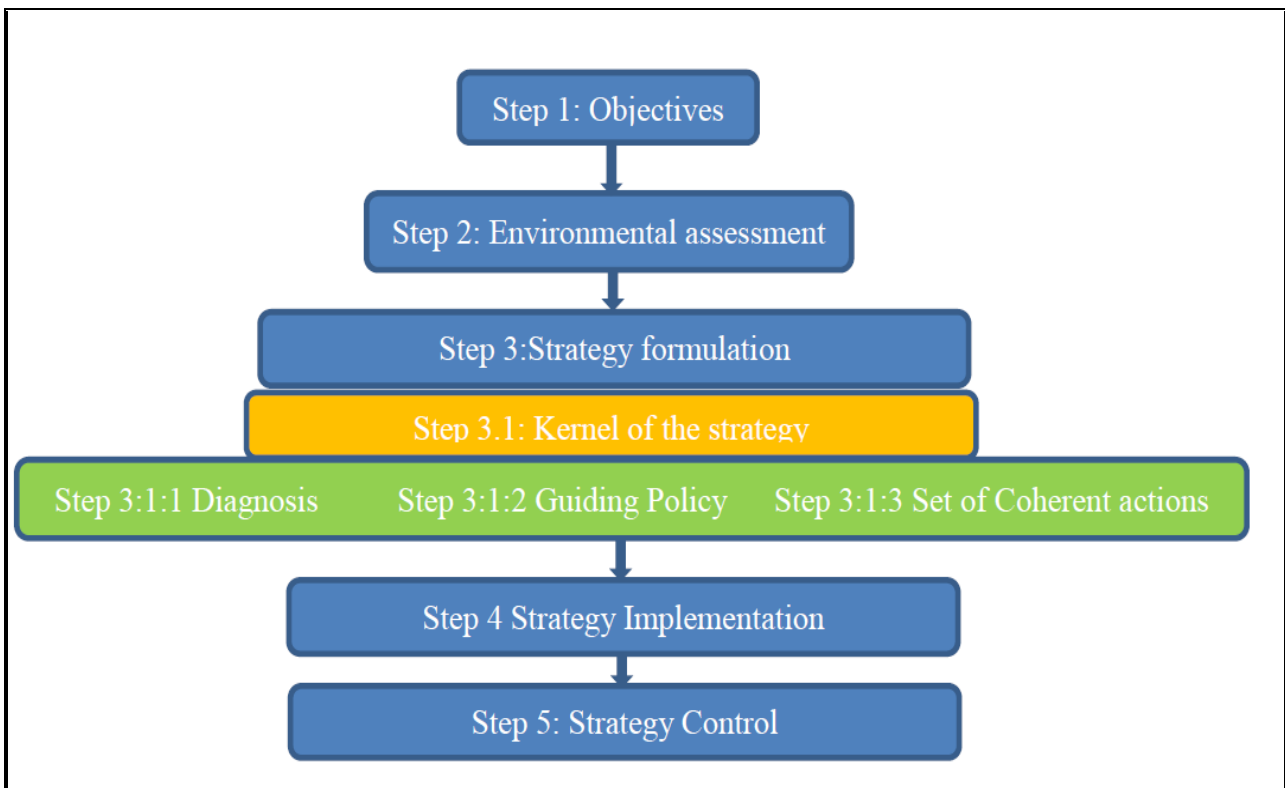 Step 1: Objectives
Step 2: Environmental assessment
Step 3:Strategy formulation
Step 3.1: Kernel of the strategy
Step 3:1:1 Diagnosis Step 3:1:2 Guiding Policy Step 3:1:3 Set of Coherent actions
Step 4 Strategy Implementation
Step 5: Strategy Control